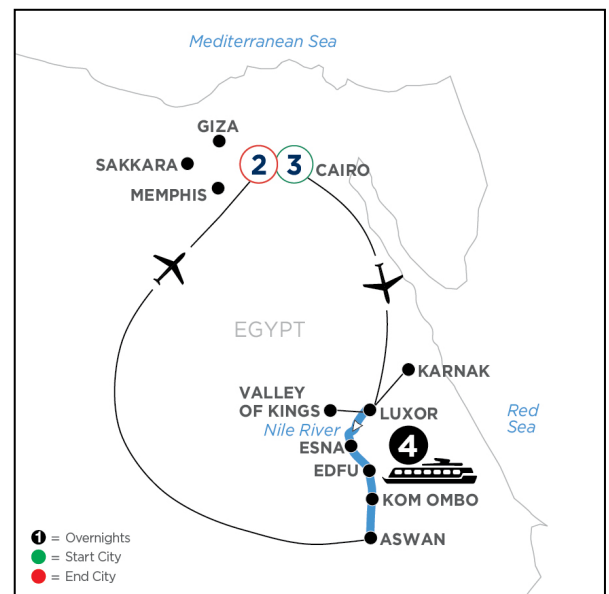 Mediterranean Sea
GIZA
SAKKARA
2 3 CAIRO
MEMPHIS
EGYPT
KARNAK
VALLEY
OF KINGS
LUXOR
Red
Sea
Nile River
4
ESNA
EDFU
KOM OMBO
ASWAN
1 = Overnights
= Start City
= End City